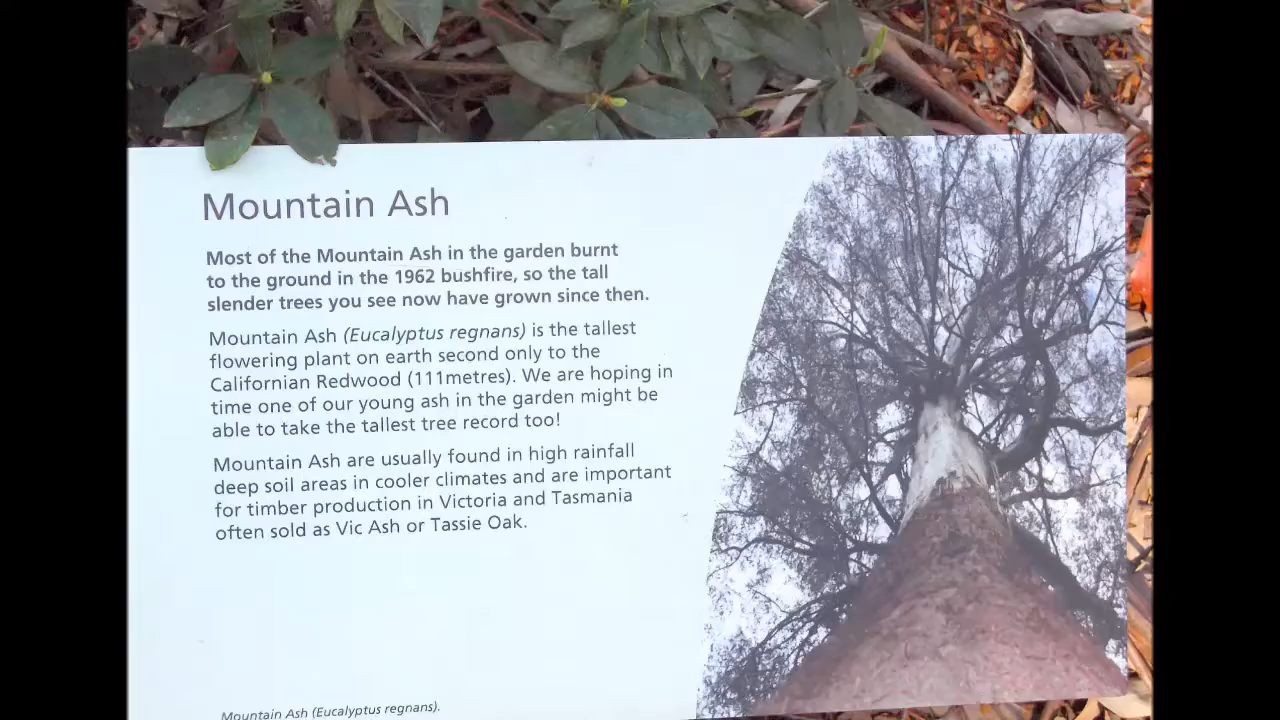 Mountain Ash
Most of the Mountain Ash in the garden burnt
to the ground in the 1962 bushfire, so the tall
slender trees you see now have grown since then.
Mountain Ash (Eucalyptus regnans) is the tallest
flowering plant on earth second only to the
Californian Redwood (111metres). We are hoping in
time one of our young ash in the garden might be
able to take the tallest tree record too!
Mountain Ash are usually found in high rainfall
deep soil areas in cooler climates and are important
for timber production in Victoria and Tasmania
often sold as Vic Ash or Tassie Oak.
Mountain Ash (Eucalyptus regnans).